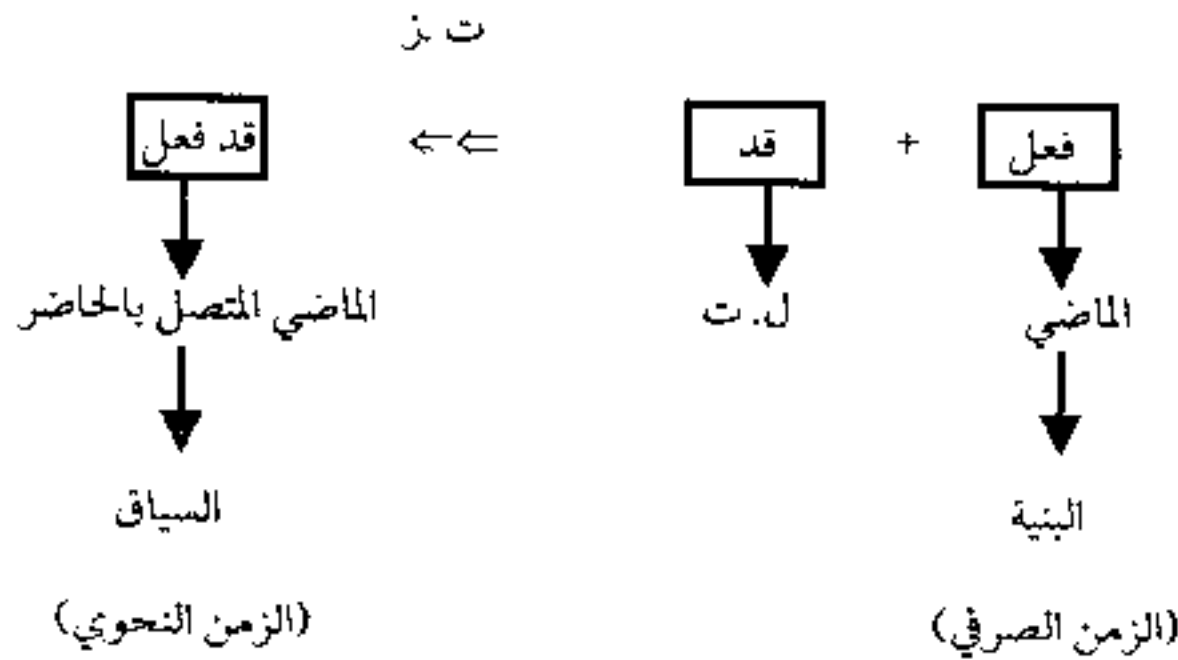 ت .ز
فعل + قد ⇐← قد فعل
الماضي ل. ت الماضي المتصل بالحاضر
البنية السياق
(الزمن الصرفي) (الزمن النحوي)